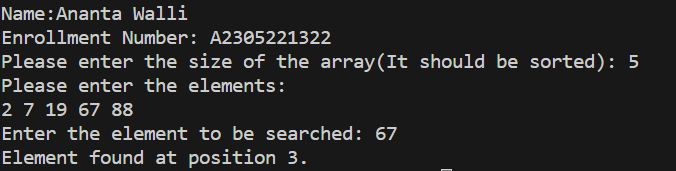 Name:Ananta Walli
Enrollment Number: A2305221322
Please enter the size of the array(It should be sorted): 5
Please enter the elements:
2 7 19 67 88
Enter the element to be searched: 67
Element found at position 3.